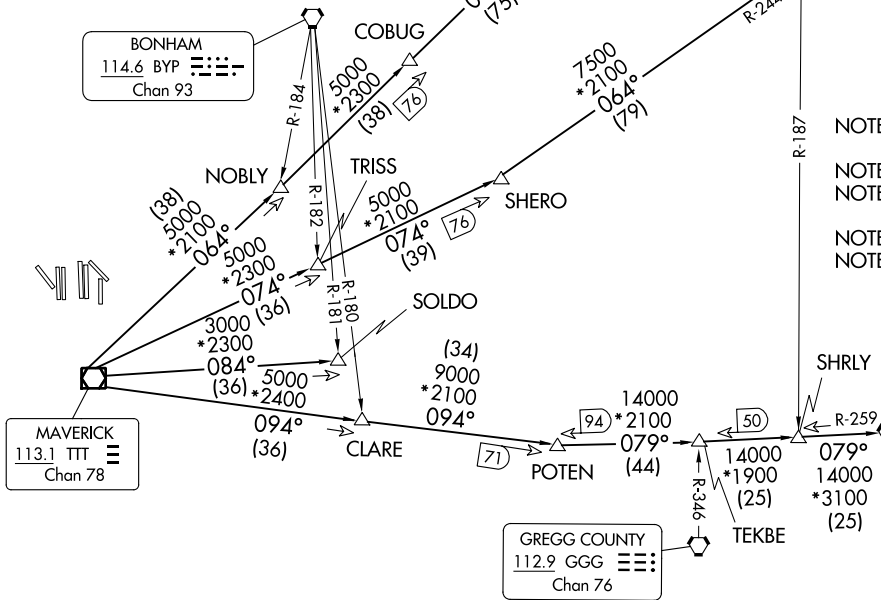 BONHAM
114.6 BYP
Chan 93
COBUG
(75)
R-244
5000
*2300
(38)
76
7500
*2100
064°
(79)
R-184
R-187
NOTE
NOTE
NOTE
NOTE
NOTE
NOBLY
TRISS
R-182
SHERO
5000
*2100
074°
(39)
76
(38)
5000
*2100
064°
5000
*2300
074°
(36)
R-181
R-180
SOLDO
3000
*2300
084°
(36)
5000
*2400
094°
(36)
CLARE
(34)
9000
*2100
094°
71
POTEN
94
14000
*2100
079°
(44)
50
SHRLY
R-259
14000
*1900
(25)
079°
14000
*3100
(25)
MAVERICK
113.1 TTT
Chan 78
R-346
TEKBE
GREGG COUNTY
112.9 GGG
Chan 76